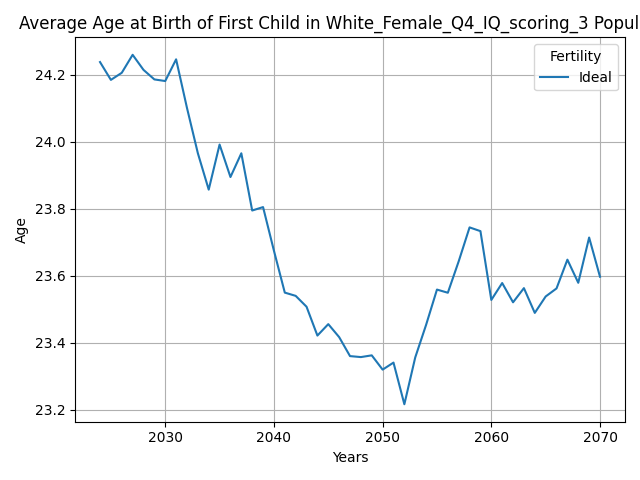 Average Age at Birth of First Child in White_Female_Q4_IQ_scoring_3 Popul
Fertility
Ideal
Age
24.2
24.0
23.8
23.6
23.4
23.2
2030 2040 2050 2060 2070
Years